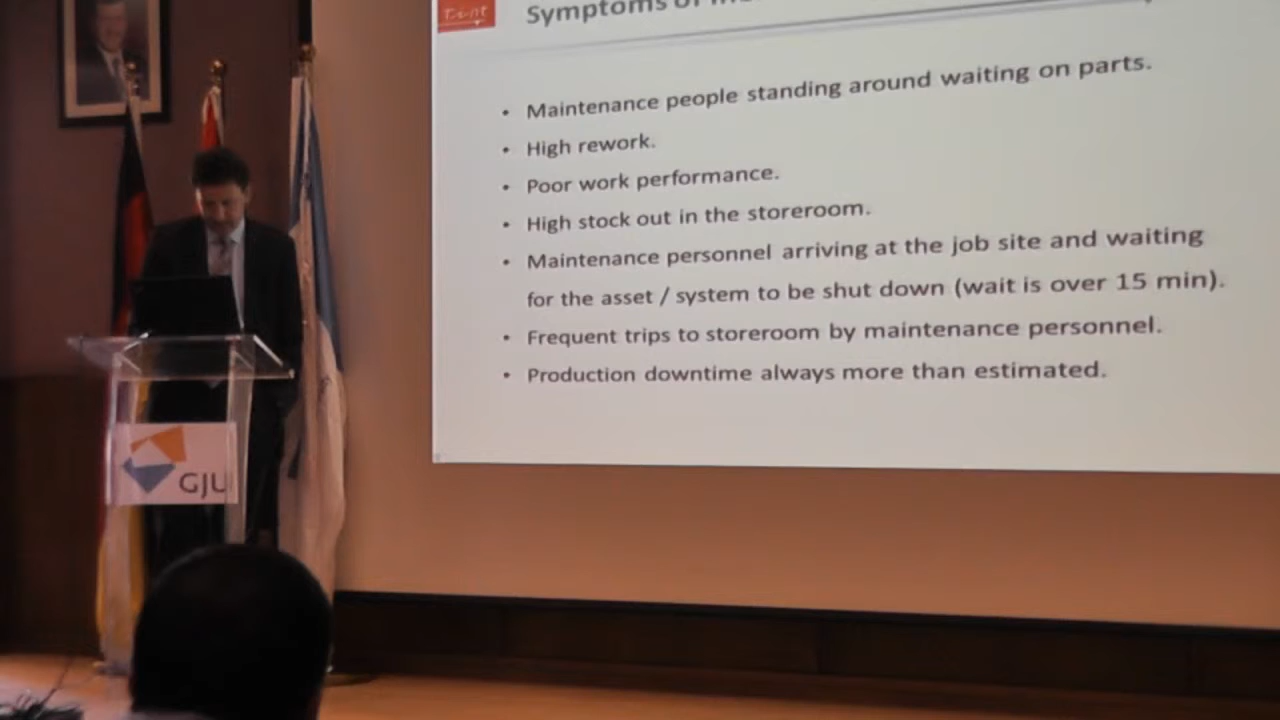 Symptoms of
• Maintenance people standing around waiting on parts.
• High rework.
• Poor work performance.
• High stock out in the storeroom.
• Maintenance personnel arriving at the job site and waiting
for the asset / system to be shut down (wait is over 15 min).
• Frequent trips to storeroom by maintenance personnel.
• Production downtime always more than estimated.
GJU